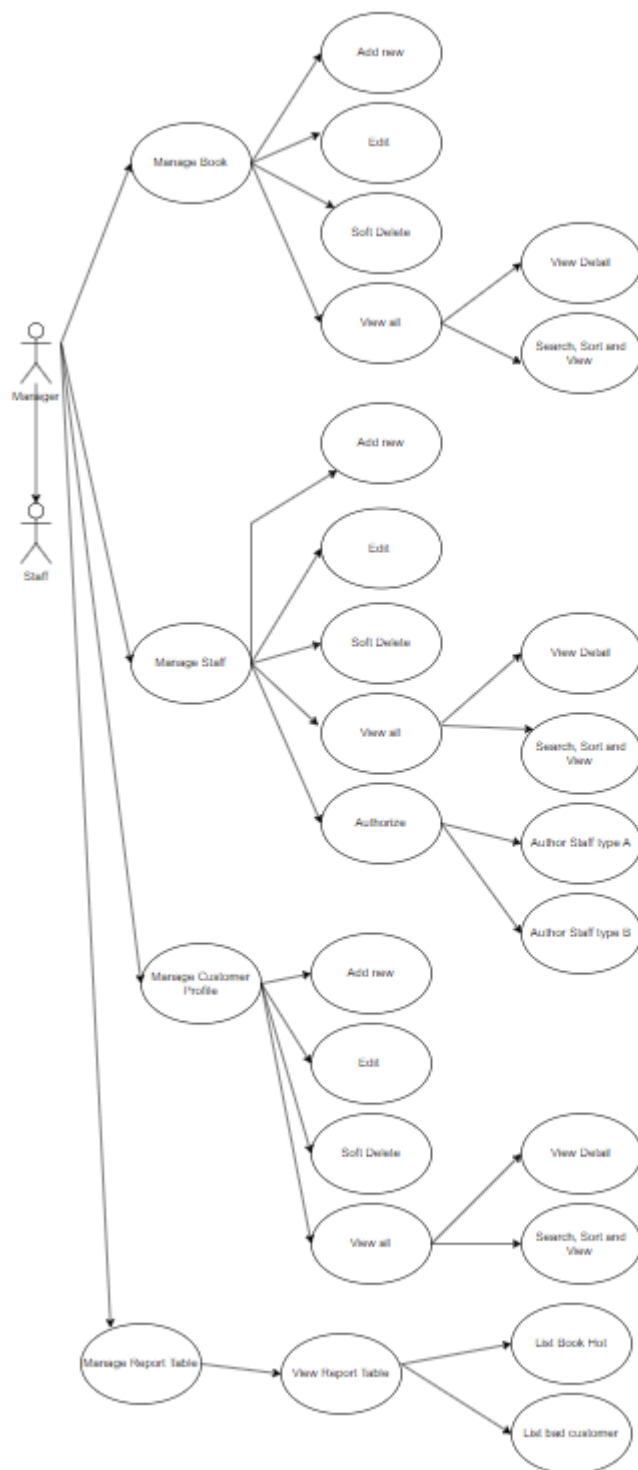 Add new
Manage Book
Edit
Soft Delete
View Detail
View all
Search, Sort and
View
Manager
Add new
Staff
Edit
Manage Staff
Soft Delete
View Detail
View all
Search, Sort and
View
Authorize
Author Staff type A
Author Staff type B
Manage Customer
Profile
Add new
Edit
Soft Delete
View Detail
View all
Search, Sort and
View
Manage Report Table
View Report Table
List Book Hot
List bad customer